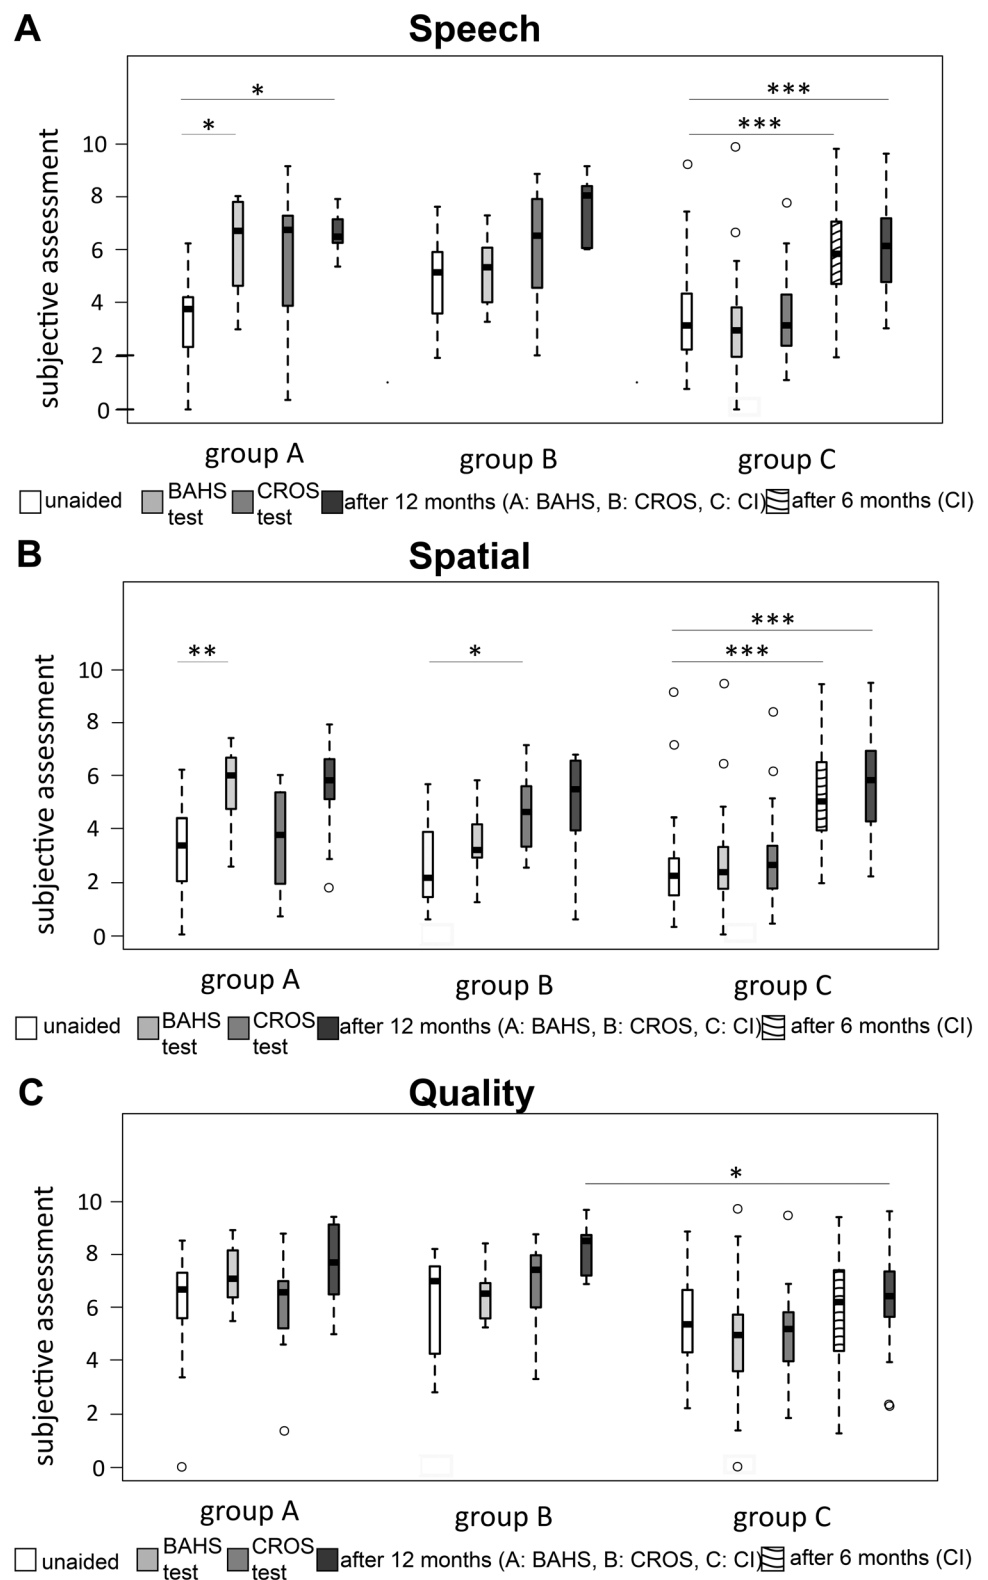 A Speech
* ***
* ***
10
8
6
4
2
0
subjective assessment
group A group B group C
unaided BAHS test CROS test after 12 months (A: BAHS, B: CROS, C: CI) after 6 months (CI)
B Spatial
***
** * ***
10
8
6
4
2
0
subjective assessment
group A group B group C
unaided BAHS test CROS test after 12 months (A: BAHS, B: CROS, C: CI) after 6 months (CI)
C Quality
*
10
8
6
4
2
0
subjective assessment
group A group B group C
unaided BAHS test CROS test after 12 months (A: BAHS, B: CROS, C: CI) after 6 months (CI)